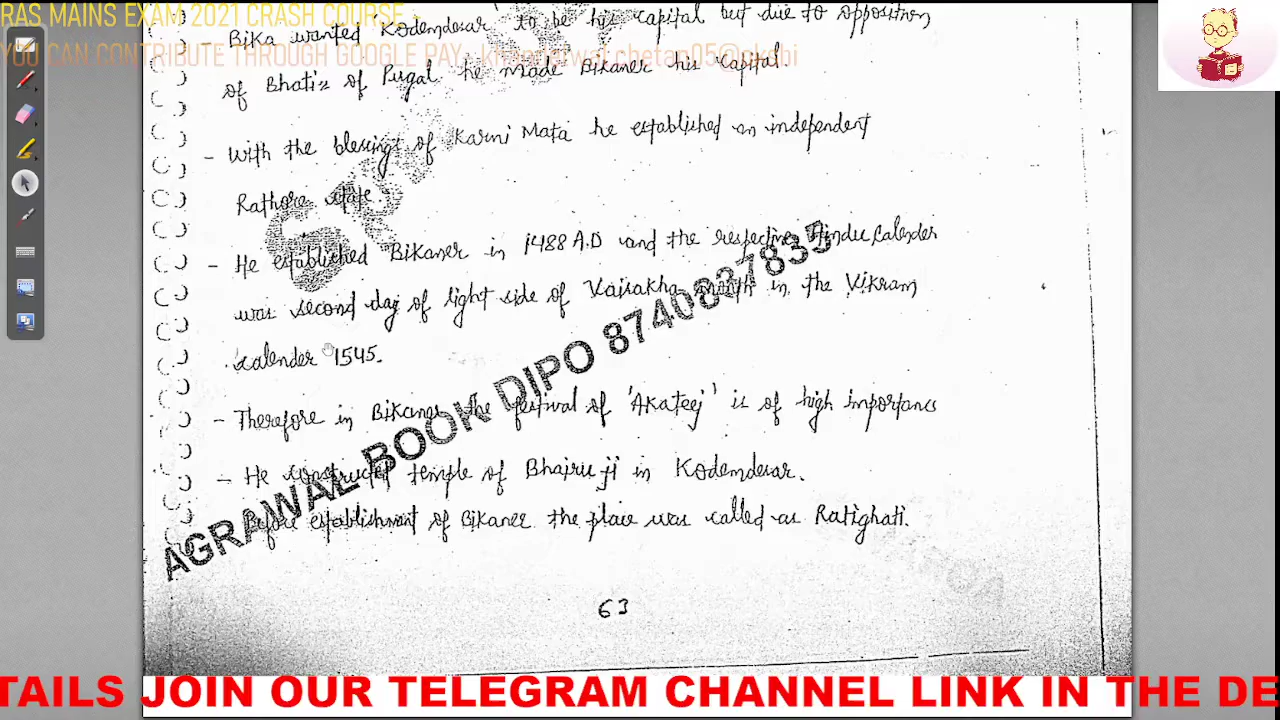 RAS MAINS EXAM 2021 CRASH COURSE -
YOU CAN CONTRIBUTE THROUGH GOOGLE PAY-
- Bika wanted Kodemdesar to be his capital but due to opposition
of Bhatis of Pugal he made Bikaner his capital
- With the blessings of Karni Mata he established an independent
Rathore state.
- He established Bikaner in 1488 A.D and the respective Hindu Calender
was second day of light side of Vaisakha month in the Vikram
calender 1545.
- Therefore in Bikaner the festival of 'Akateej' is of high importance
- He constructed temple of Bhairu ji in Kodemdesar.
Before establishment of Bikaner the place was called as Ratighati.
AGRAWAL BOOK DIPO 8740837835
63
TAILS JOIN OUR TELEGRAM CHANNEL LINK IN THE DE